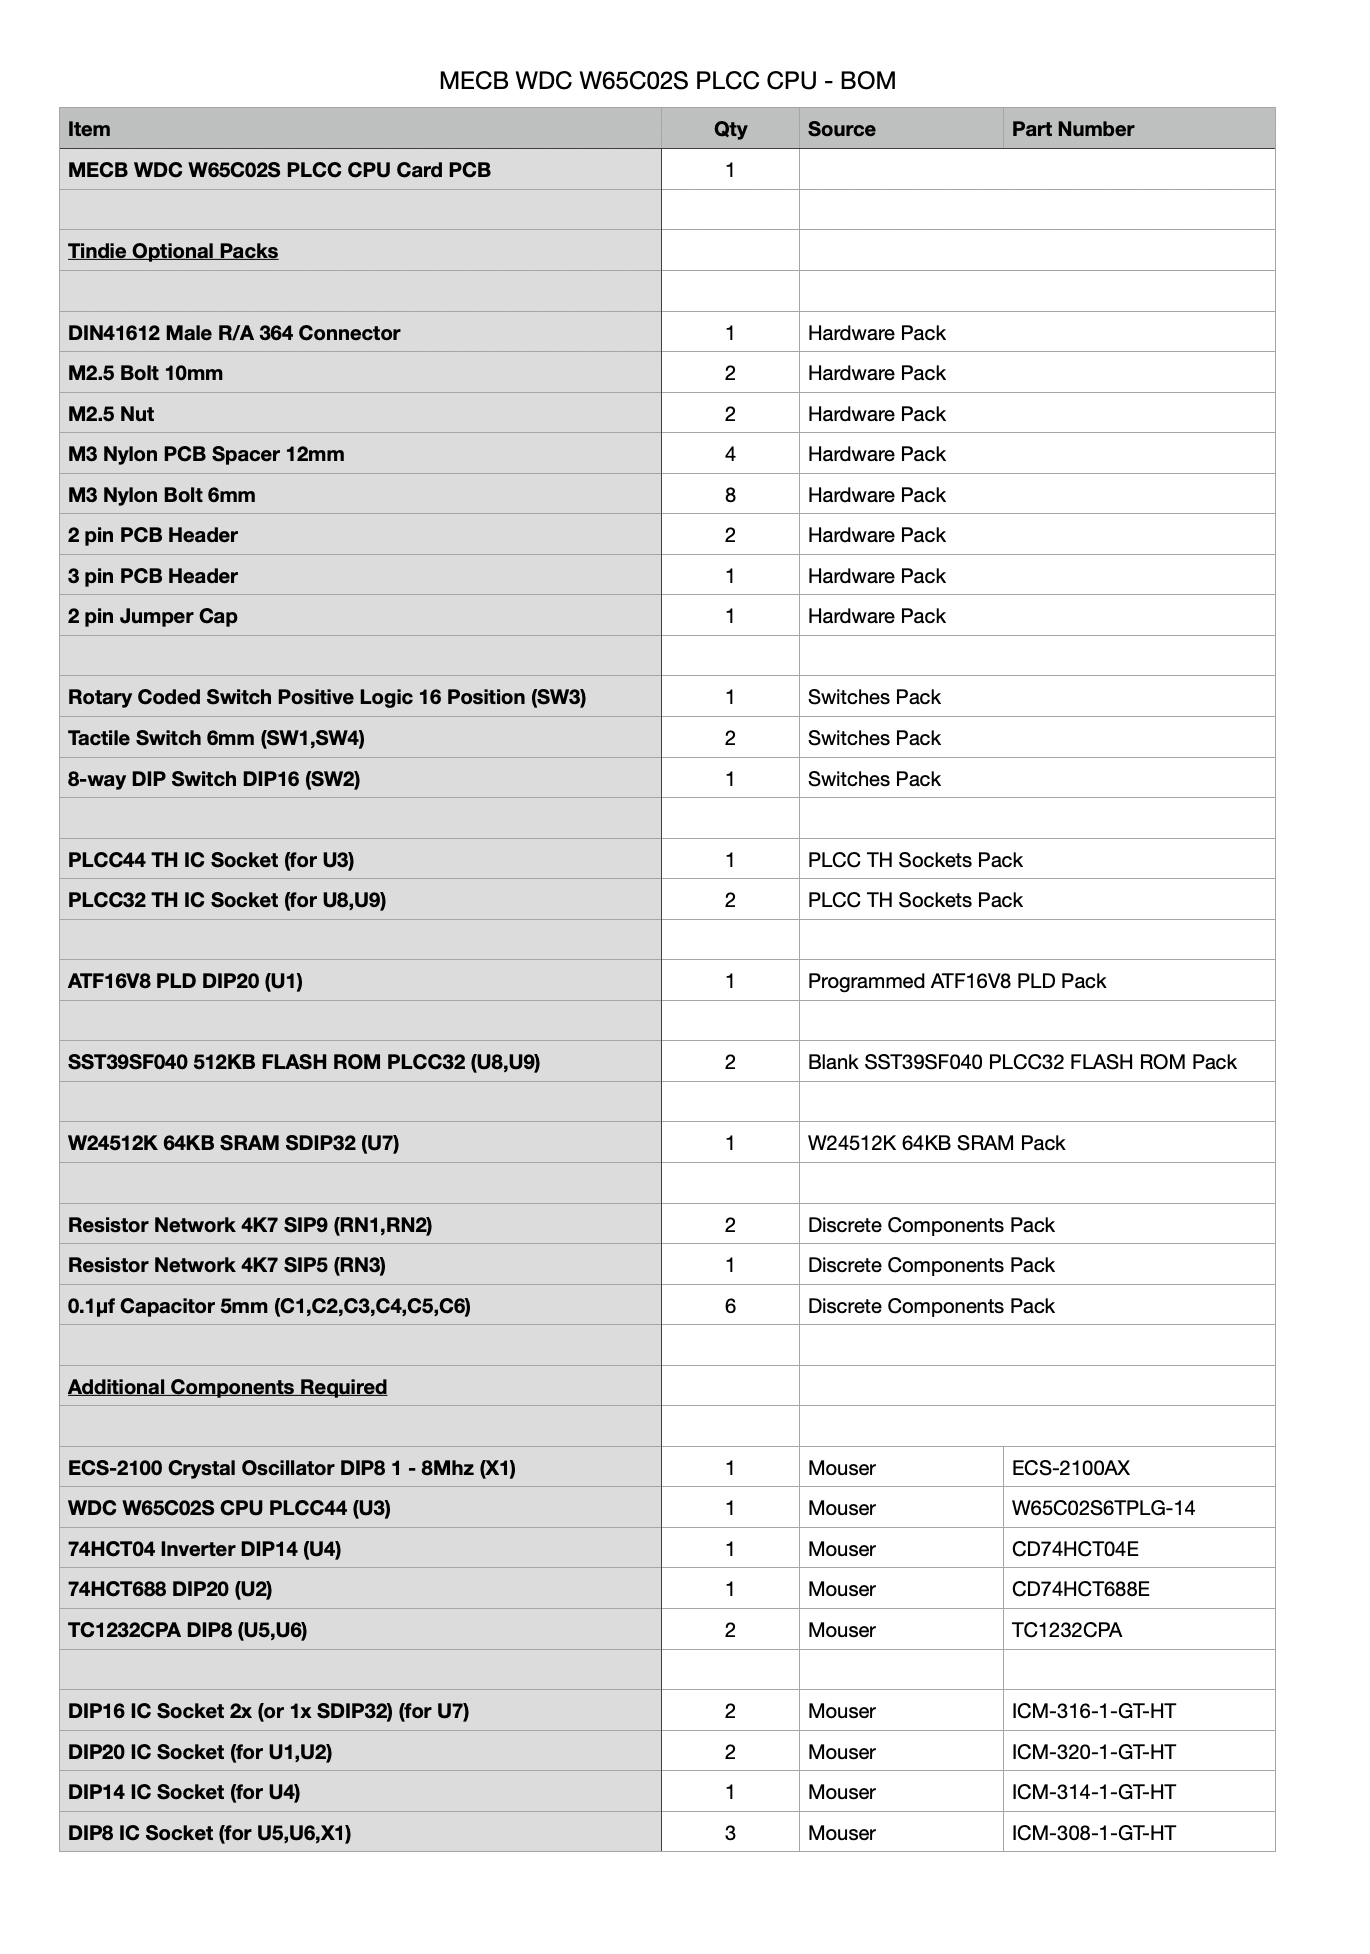 MECB WDC W65C02S PLCC CPU - BOM
Item Qty Source Part Number
MECB WDC W65C02S PLCC CPU Card PCB 1
Tindie Optional Packs
DIN41612 Male R/A 364 Connector 1 Hardware Pack
M2.5 Bolt 10mm 2 Hardware Pack
M2.5 Nut 2 Hardware Pack
M3 Nylon PCB Spacer 12mm 4 Hardware Pack
M3 Nylon Bolt 6mm 8 Hardware Pack
2 pin PCB Header 2 Hardware Pack
3 pin PCB Header 1 Hardware Pack
2 pin Jumper Cap 1 Hardware Pack
Rotary Coded Switch Positive Logic 16 Position (SW3) 1 Switches Pack
Tactile Switch 6mm (SW1,SW4) 2 Switches Pack
8-way DIP Switch DIP16 (SW2) 1 Switches Pack
PLCC44 TH IC Socket (for U3) 1 PLCC TH Sockets Pack
PLCC32 TH IC Socket (for U8,U9) 2 PLCC TH Sockets Pack
ATF16V8 PLD DIP20 (U1) 1 Programmed ATF16V8 PLD Pack
SST39SF040 512KB FLASH ROM PLCC32 (U8,U9) 2 Blank SST39SF040 PLCC32 FLASH ROM Pack
W24512K 64KB SRAM SDIP32 (U7) 1 W24512K 64KB SRAM Pack
Resistor Network 4K7 SIP9 (RN1,RN2) 2 Discrete Components Pack
Resistor Network 4K7 SIP5 (RN3) 1 Discrete Components Pack
0.1µf Capacitor 5mm (C1,C2,C3,C4,C5,C6) 6 Discrete Components Pack
Additional Components Required
ECS-2100 Crystal Oscillator DIP8 1 - 8Mhz (X1) 1 Mouser ECS-2100AX
WDC W65C02S CPU PLCC44 (U3) 1 Mouser W65C02S6TPLG-14
74HCT04 Inverter DIP14 (U4) 1 Mouser CD74HCT04E
74HCT688 DIP20 (U2) 1 Mouser CD74HCT688E
TC1232CPA DIP8 (U5,U6) 2 Mouser TC1232CPA
DIP16 IC Socket 2x (or 1x SDIP32) (for U7) 2 Mouser ICM-316-1-GT-HT
DIP20 IC Socket (for U1,U2) 2 Mouser ICM-320-1-GT-HT
DIP14 IC Socket (for U4) 1 Mouser ICM-314-1-GT-HT
DIP8 IC Socket (for U5,U6,X1) 3 Mouser ICM-308-1-GT-HT